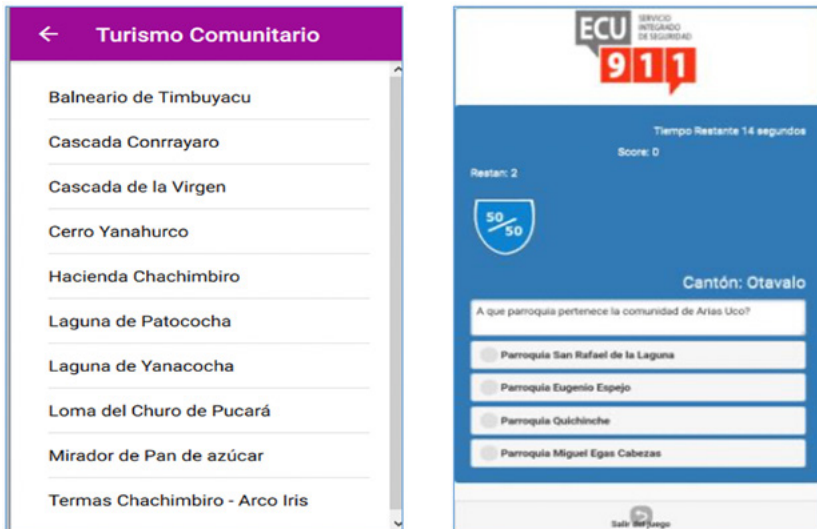 Turismo Comunitario
Balneario de Timbuyacu
Cascada Conrrayaro
Cascada de la Virgen
Cerro Yanahurco
Hacienda Chachimbiro
Laguna de Patococha
Laguna de Yanacocha
Loma del Churo de Pucará
Mirador de Pan de azúcar
Termas Chachimbiro - Arco Iris
ECU
SERVICIO
INTEGRADO
DE SEGURIDAD
911
Tiempo Restante 14 segundos
Score: 0
Restan: 2
50/50
Cantón: Otavalo
A que parroquia pertenece la comunidad de Arias Uco?
Parroquia San Rafael de la Laguna
Parroquia Eugenio Espejo
Parroquia Quichinche
Parroquia Miguel Egas Cabezas
Salir del juego